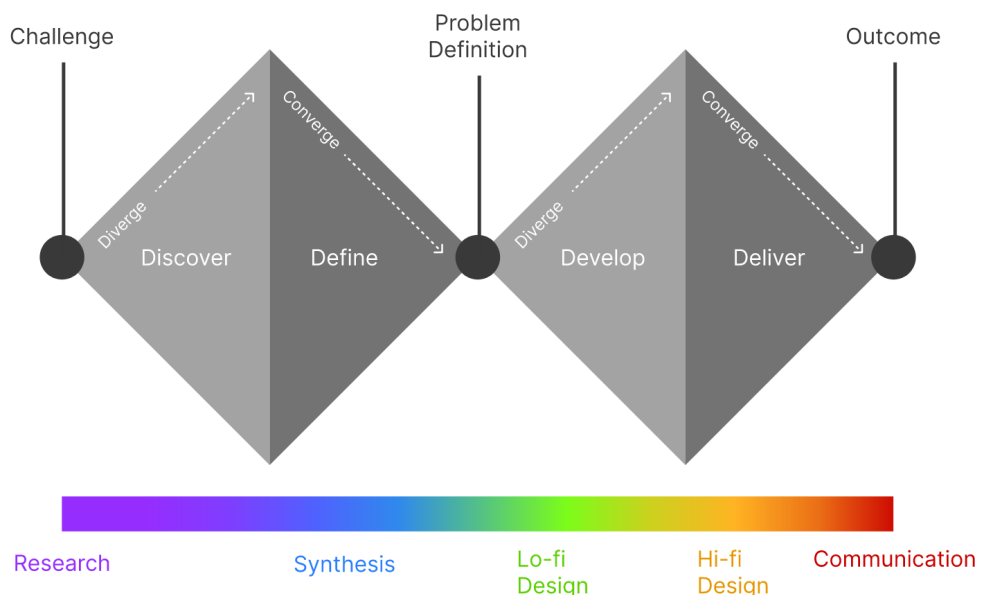 Challenge
Problem
Definition
Outcome
Diverge
Converge
Diverge
Converge
Discover
Define
Develop
Deliver
Research
Synthesis
Lo-fi
Design
Hi-fi
Design
Communication